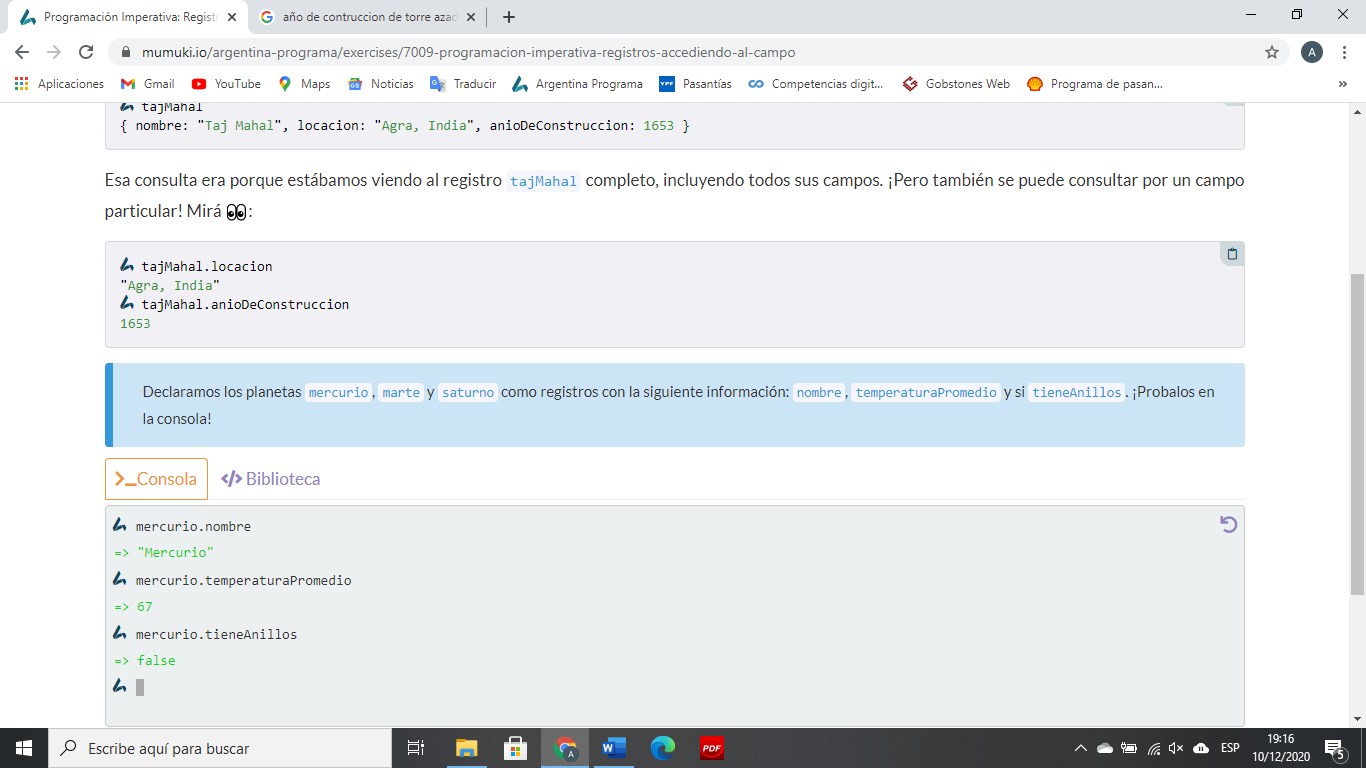 Programación Imperativa: Registr
año de contruccion de torre azad
mumuki.io/argentina-programa/exercises/7009-programacion-imperativa-registros-accediendo-al-campo
A
Aplicaciones Gmail YouTube Maps Noticias Traducir Argentina Programa YPF Pasantías Competencias digit... Gobstones Web Programa de pasan... »
tajMahal
{ nombre: "Taj Mahal", locacion: "Agra, India", anioDeConstruccion: 1653 }
Esa consulta era porque estábamos viendo al registro tajMahal completo, incluyendo todos sus campos. ¡Pero también se puede consultar por un campo
particular! Mirá 👀:
tajMahal.locacion
"Agra, India"
tajMahal.anioDeConstruccion
1653
Declaramos los planetas mercurio, marte y saturno como registros con la siguiente información: nombre, temperaturaPromedio y si tieneAnillos. ¡Probalos en
la consola!
Consola
Biblioteca
mercurio.nombre
=> "Mercurio"
mercurio.temperaturaPromedio
=> 67
mercurio.tieneAnillos
=> false
Escribe aquí para buscar
A
W
PDF
ESP
19:16
10/12/2020
5